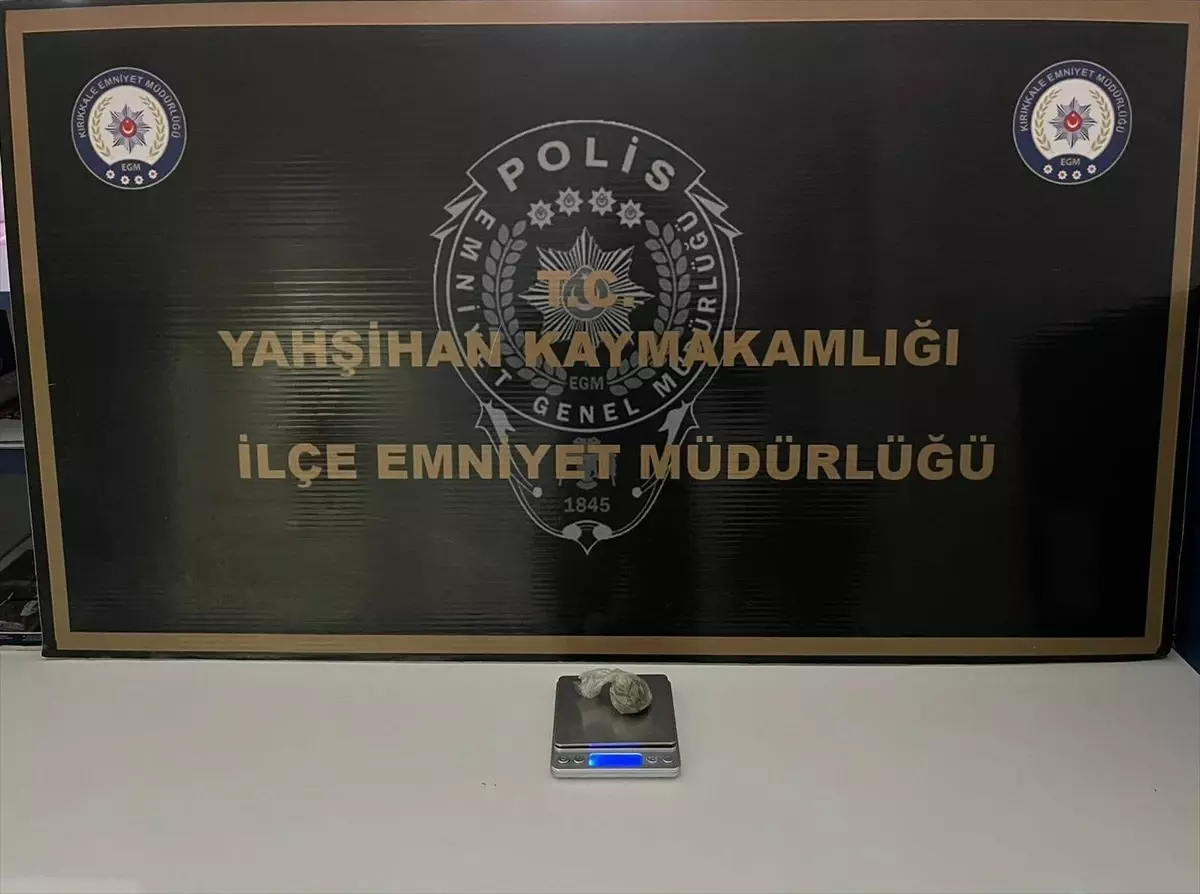 KIRIKKALE EMNİYET MÜDÜRLÜĞÜ
EGM
KIRIKKALE EMNİYET MÜDÜRLÜĞÜ
EGM
POLİS
EMNİYET GENEL MÜDÜRLÜĞÜ
T.C.
YAHŞİHAN KAYMAKAMLIĞI
EGM
İLÇE EMNİYET MÜDÜRLÜĞÜ
1845